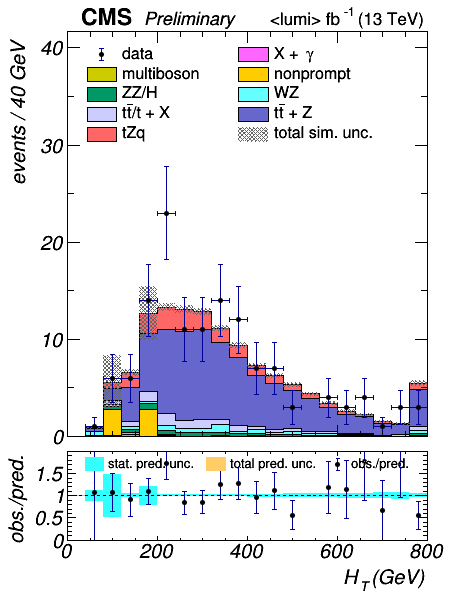 CMS Preliminary <lumi> fb⁻¹ (13 TeV)
events / 40 GeV
data
X + γ
multiboson
nonprompt
ZZ/H
WZ
tt̄/t + X
tt̄ + Z
tZq
total sim. unc.
40
30
20
10
0
obs./pred.
stat. pred. unc.
total pred. unc.
obs./pred.
1.5
1
0.5
0
0 200 400 600 800
H_T (GeV)